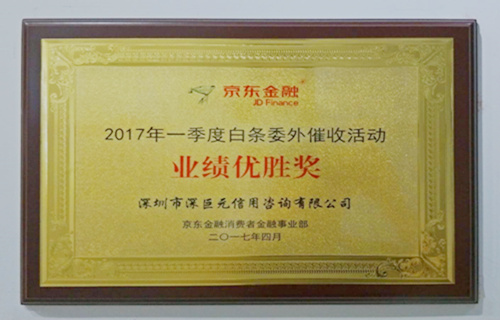 京东金融
JD Finance
2017年一季度白条委外催收活动
业绩优胜奖
深圳市深巨元信用咨询有限公司
京东金融消费者金融事业部
二〇一七年四月